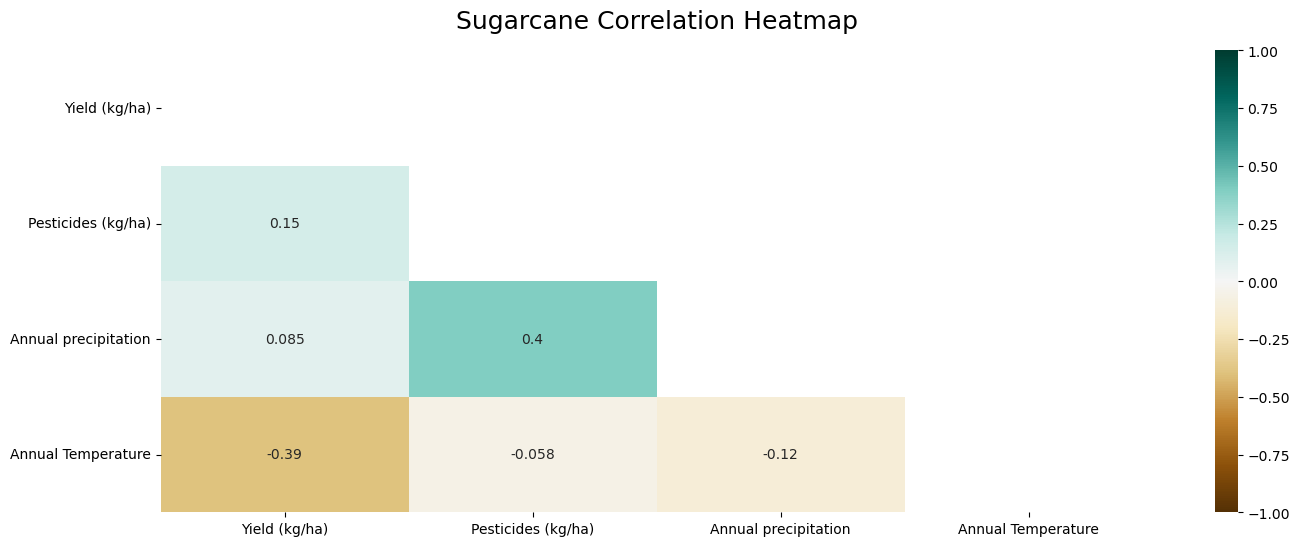 Sugarcane Correlation Heatmap
Yield (kg/ha)
Pesticides (kg/ha)
0.15
Annual precipitation
0.085
0.4
Annual Temperature
-0.39
-0.058
-0.12
Yield (kg/ha)
Pesticides (kg/ha)
Annual precipitation
Annual Temperature
1.00
0.75
0.50
0.25
0.00
−0.25
−0.50
−0.75
−1.00